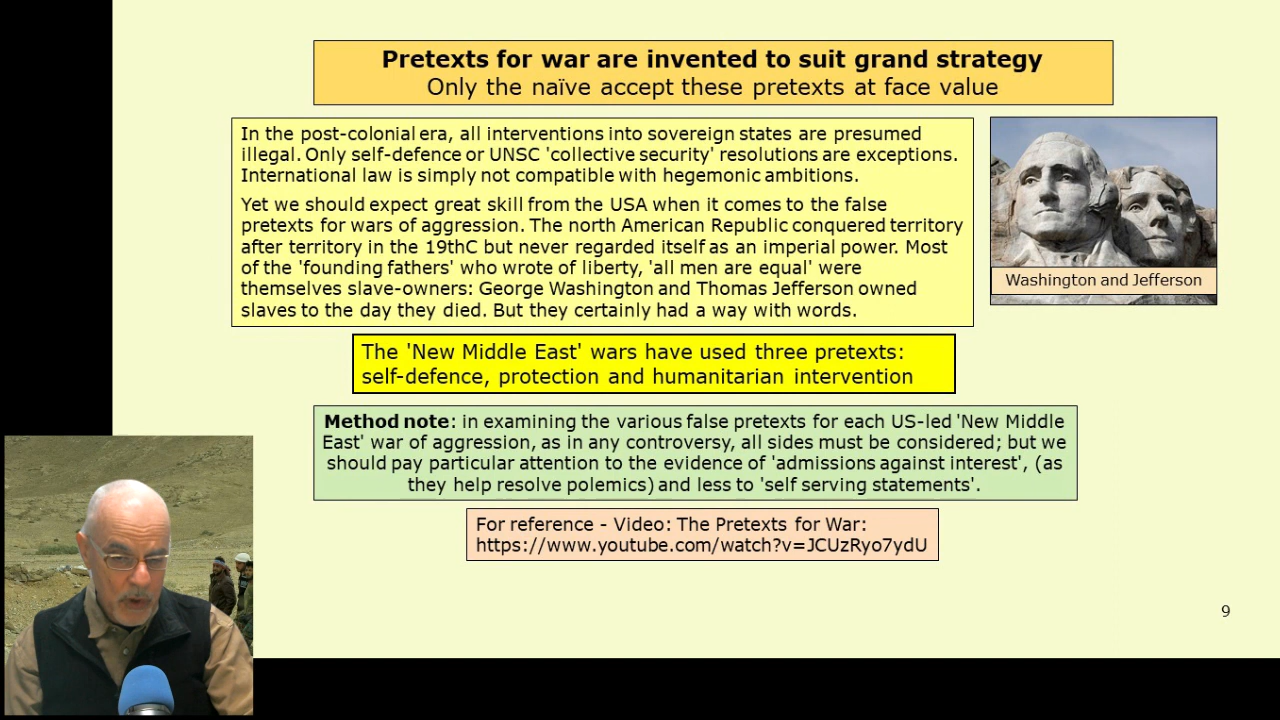 Pretexts for war are invented to suit grand strategy
Only the naïve accept these pretexts at face value
In the post-colonial era, all interventions into sovereign states are presumed
illegal. Only self-defence or UNSC 'collective security' resolutions are exceptions.
International law is simply not compatible with hegemonic ambitions.
Yet we should expect great skill from the USA when it comes to the false
pretexts for wars of aggression. The north American Republic conquered territory
after territory in the 19thC but never regarded itself as an imperial power. Most
of the 'founding fathers' who wrote of liberty, 'all men are equal' were
themselves slave-owners: George Washington and Thomas Jefferson owned
slaves to the day they died. But they certainly had a way with words.
Washington and Jefferson
The 'New Middle East' wars have used three pretexts:
self-defence, protection and humanitarian intervention
Method note: in examining the various false pretexts for each US-led 'New Middle
East' war of aggression, as in any controversy, all sides must be considered; but we
should pay particular attention to the evidence of 'admissions against interest', (as
they help resolve polemics) and less to 'self serving statements'.
For reference - Video: The Pretexts for War:
https://www.youtube.com/watch?v=JCUzRyo7ydU
9